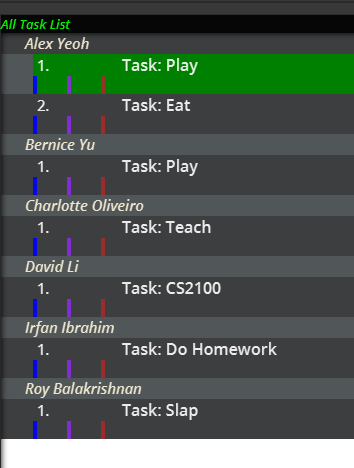 All Task List
Alex Yeoh
1. Task: Play
2. Task: Eat
Bernice Yu
1. Task: Play
Charlotte Oliveiro
1. Task: Teach
David Li
1. Task: CS2100
Irfan Ibrahim
1. Task: Do Homework
Roy Balakrishnan
1. Task: Slap